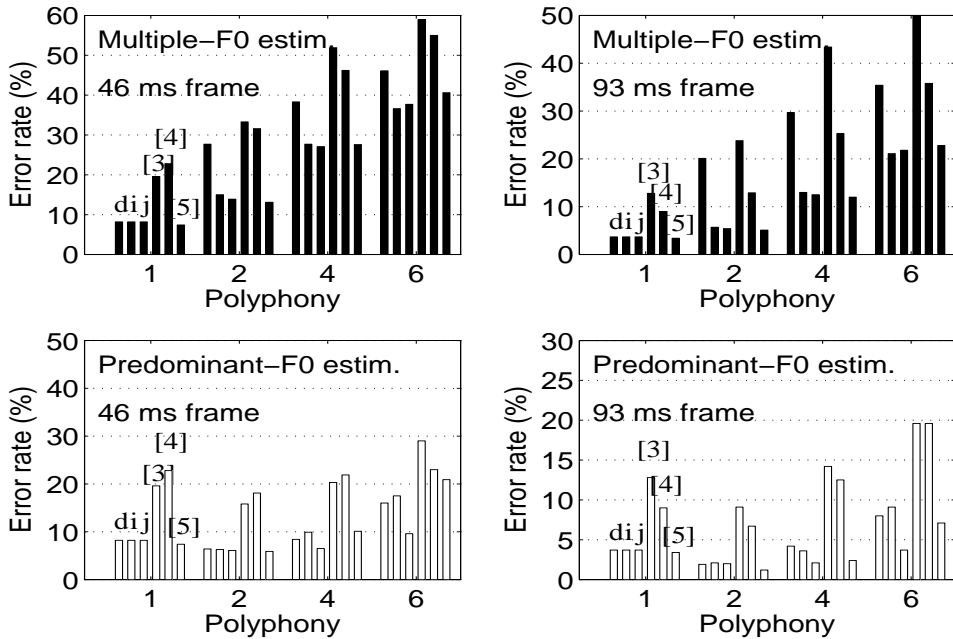 60
50
40
30
20
10
0
Error rate (%)
Multiple−F0 estim.
46 ms frame
[4]
[3]
d i j
[5]
1 2 4 6
Polyphony
50
40
30
20
10
0
Error rate (%)
Multiple−F0 estim.
93 ms frame
[3]
[4]
d i j
[5]
1 2 4 6
Polyphony
50
40
30
20
10
0
Error rate (%)
Predominant−F0 estim.
46 ms frame
[4]
[3]
d i j
[5]
1 2 4 6
Polyphony
30
25
20
15
10
5
0
Error rate (%)
Predominant−F0 estim.
93 ms frame
[3]
[4]
d i j
[5]
1 2 4 6
Polyphony